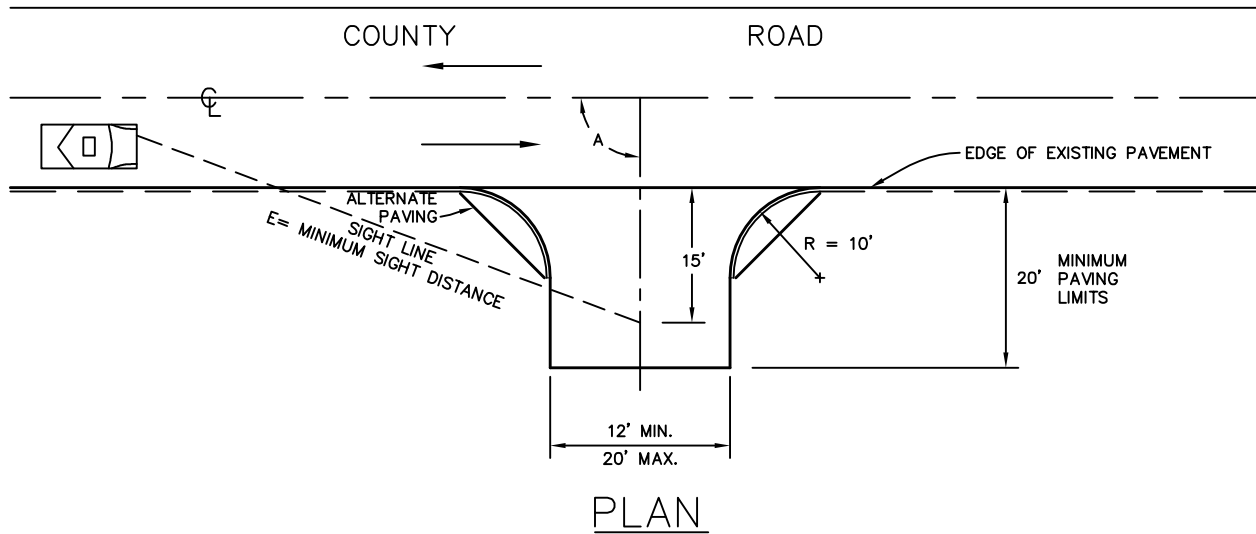 COUNTY ROAD
℄
A
EDGE OF EXISTING PAVEMENT
ALTERNATE
PAVING
SIGHT LINE
E= MINIMUM SIGHT DISTANCE
15'
R = 10'
20' MINIMUM
PAVING
LIMITS
12' MIN.
20' MAX.
PLAN